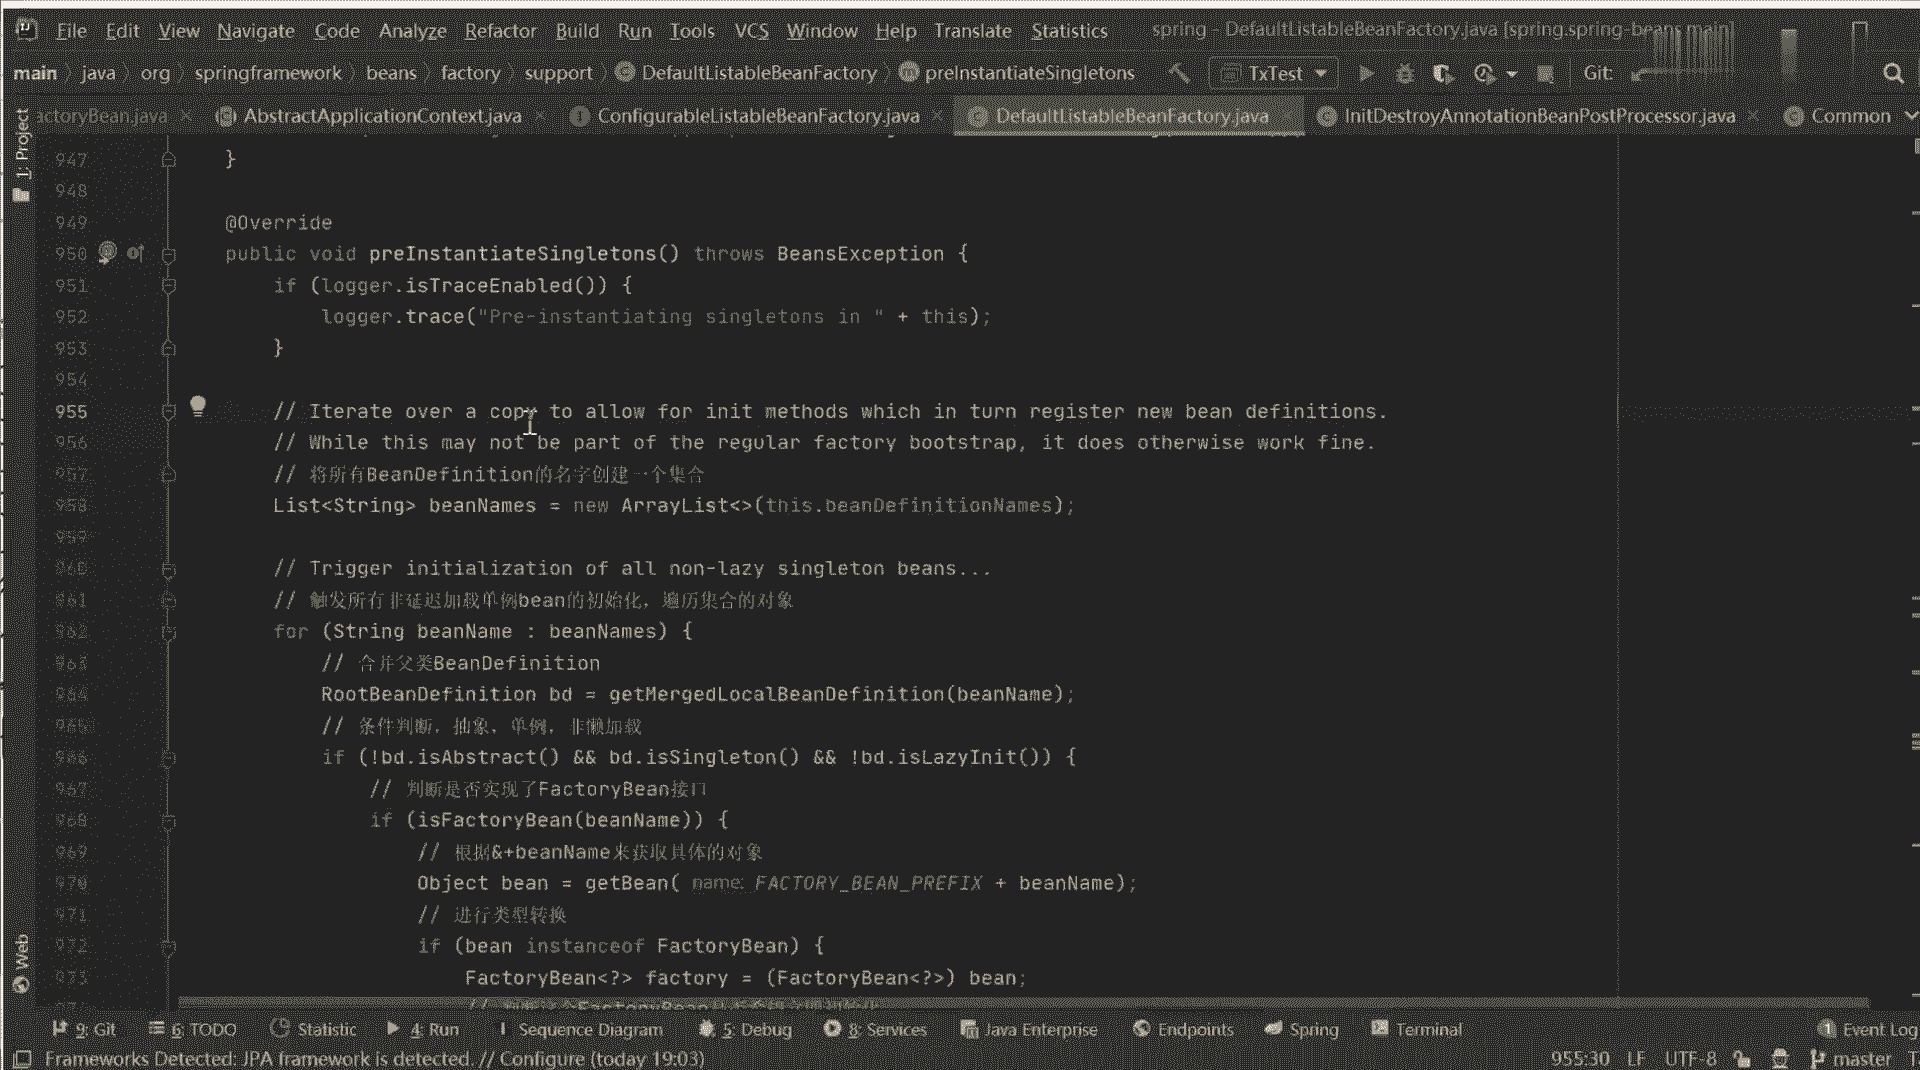 File Edit View Navigate Code Analyze Refactor Build Run Tools VCS Window Help Translate Statistics spring - DefaultListableBeanFactory.java [spring.spring-beans.main]
main java org springframework beans factory support DefaultListableBeanFactory preInstantiateSingletons TxTest Git:
actoryBean.java AbstractApplicationContext.java ConfigurableListableBeanFactory.java DefaultListableBeanFactory.java InitDestroyAnnotationBeanPostProcessor.java Common
1: Project
947 }
948
949 @Override
950 public void preInstantiateSingletons() throws BeansException {
951 if (logger.isTraceEnabled()) {
952 logger.trace("Pre-instantiating singletons in " + this);
953 }
954
955 // Iterate over a copy to allow for init methods which in turn register new bean definitions.
956 // While this may not be part of the regular factory bootstrap, it does otherwise work fine.
957 // 将所有BeanDefinition的名字创建一个集合
958 List<String> beanNames = new ArrayList<>(this.beanDefinitionNames);
959
960 // Trigger initialization of all non-lazy singleton beans...
961 // 触发所有非延迟加载单例bean的初始化，遍历集合的对象
962 for (String beanName : beanNames) {
963 // 合并父类BeanDefinition
964 RootBeanDefinition bd = getMergedLocalBeanDefinition(beanName);
965 // 条件判断，抽象，单例，非懒加载
966 if (!bd.isAbstract() && bd.isSingleton() && !bd.isLazyInit()) {
967 // 判断是否实现了FactoryBean接口
968 if (isFactoryBean(beanName)) {
969 // 根据&+beanName来获取具体的对象
970 Object bean = getBean( name: FACTORY_BEAN_PREFIX + beanName);
971 // 进行类型转换
972 if (bean instanceof FactoryBean) {
973 FactoryBean<?> factory = (FactoryBean<?>) bean;
Web
9: Git 6: TODO Statistic 4: Run Sequence Diagram 5: Debug 8: Services Java Enterprise Endpoints Spring Terminal 1 Event Log
Frameworks Detected: JPA framework is detected. // Configure (today 19:03) 955:30 LF UTF-8 master